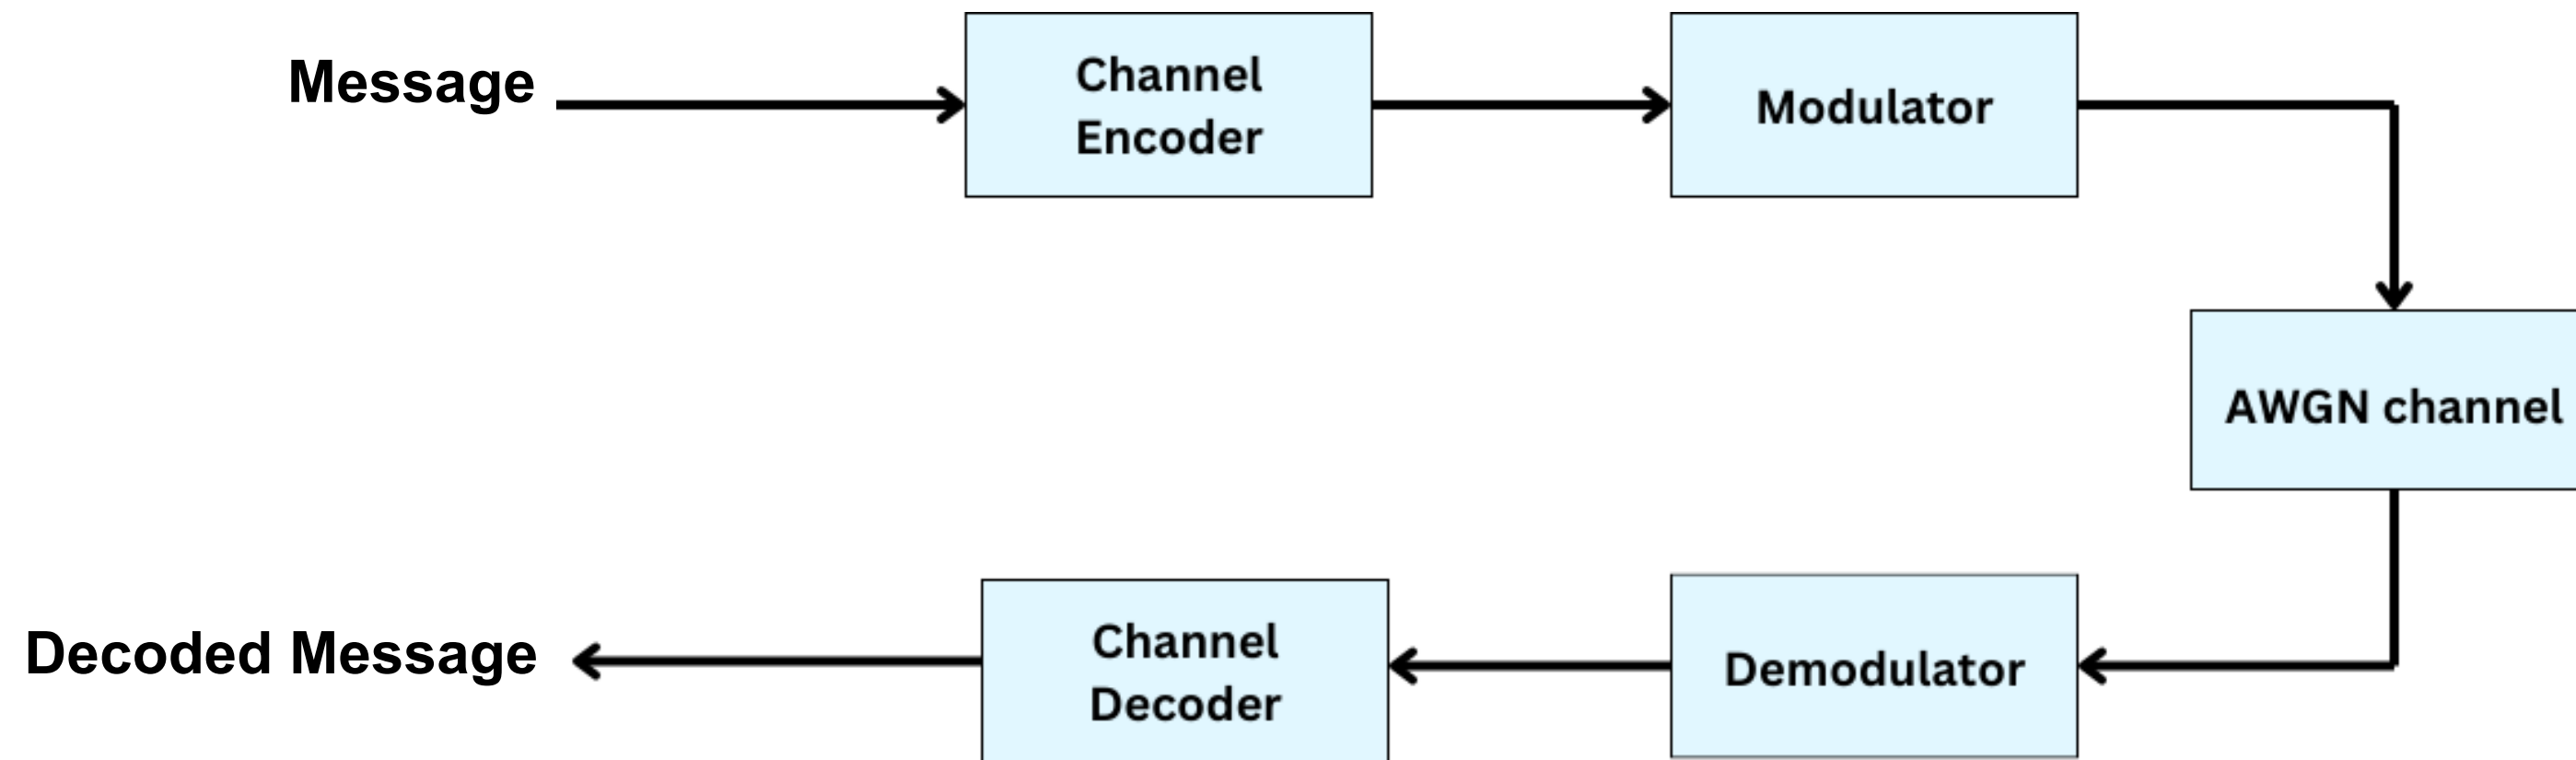 Message
Channel
Encoder
Modulator
AWGN channel
Demodulator
Channel
Decoder
Decoded Message